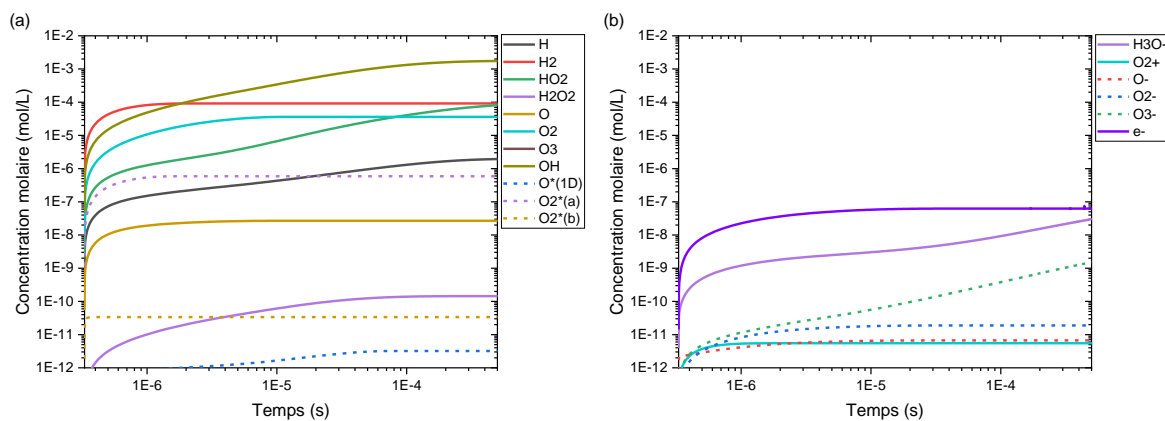 (a)
1E-2
1E-3
1E-4
1E-5
1E-6
1E-7
1E-8
1E-9
1E-10
1E-11
1E-12
Concentration molaire (mol/L)
1E-6
1E-5
1E-4
Temps (s)
H
H2
HO2
H2O2
O
O2
O3
OH
O*(1D)
O2*(a)
O2*(b)
(b)
1E-2
1E-3
1E-4
1E-5
1E-6
1E-7
1E-8
1E-9
1E-10
1E-11
1E-12
Concentration molaire (mol/L)
1E-6
1E-5
1E-4
Temps (s)
H3O-
O2+
O-
O2-
O3-
e-